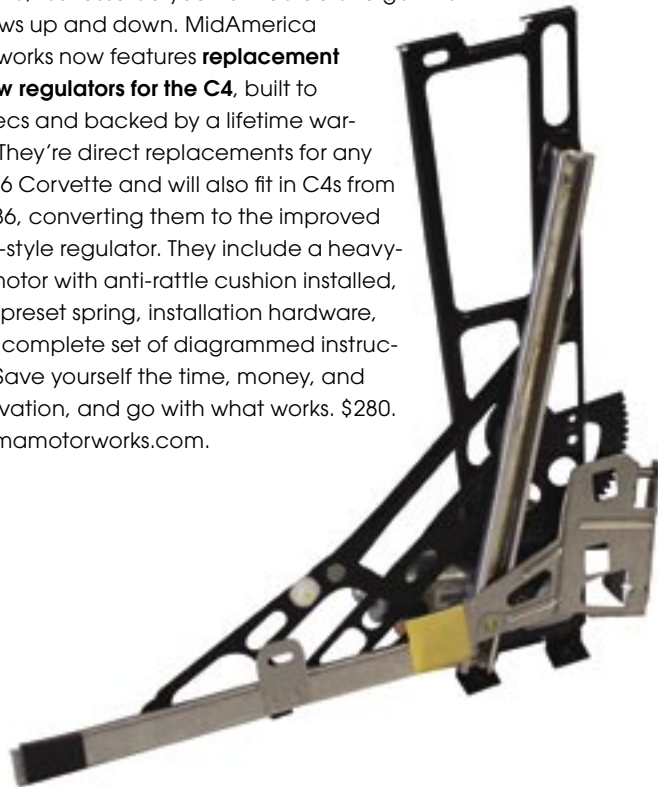 ws up and down. MidAmerica
works now features replacement
w regulators for the C4, built to
ecs and backed by a lifetime war-
They're direct replacements for any
6 Corvette and will also fit in C4s from
36, converting them to the improved
-style regulator. They include a heavy-
notor with anti-rattle cushion installed,
preset spring, installation hardware,
complete set of diagrammed instruc-
Save yourself the time, money, and
vation, and go with what works. $280.
mamotorworks.com.